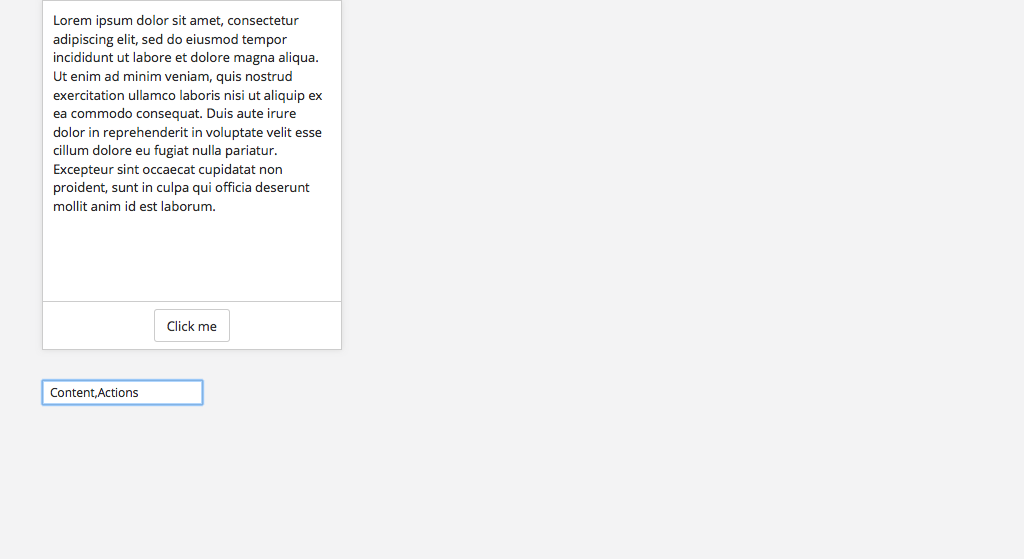 Lorem ipsum dolor sit amet, consectetur
adipiscing elit, sed do eiusmod tempor
incididunt ut labore et dolore magna aliqua.
Ut enim ad minim veniam, quis nostrud
exercitation ullamco laboris nisi ut aliquip ex
ea commodo consequat. Duis aute irure
dolor in reprehenderit in voluptate velit esse
cillum dolore eu fugiat nulla pariatur.
Excepteur sint occaecat cupidatat non
proident, sunt in culpa qui officia deserunt
mollit anim id est laborum.
Click me
Content,Actions